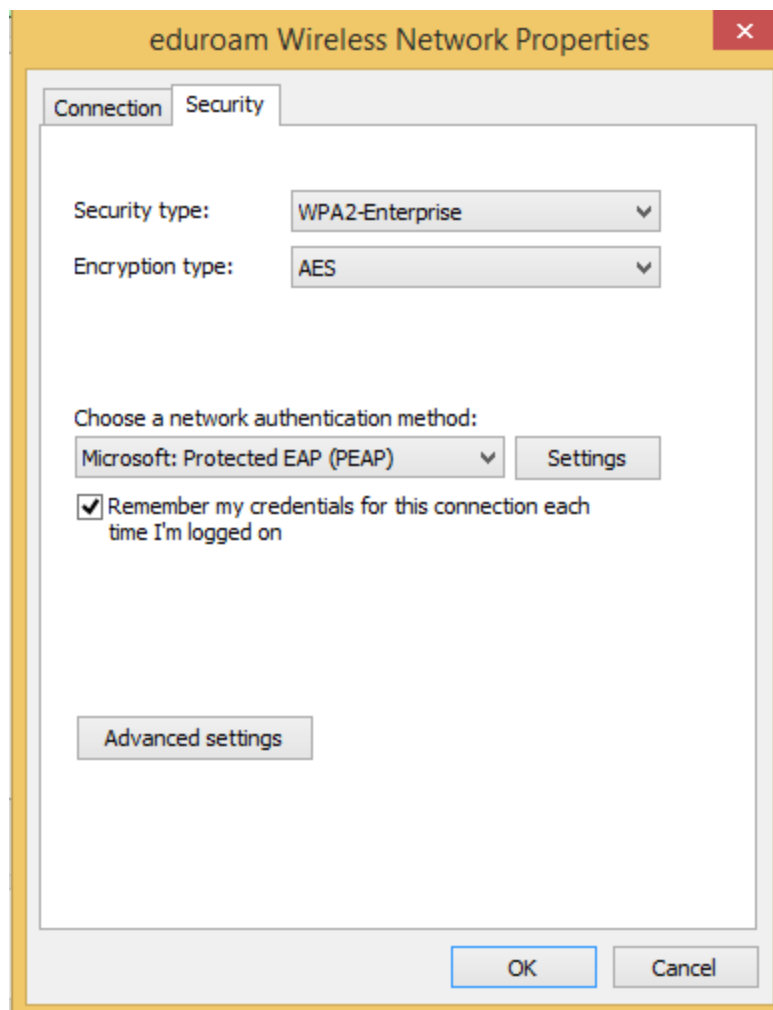 eduroam Wireless Network Properties
Connection
Security
Security type:
WPA2-Enterprise
Encryption type:
AES
Choose a network authentication method:
Microsoft: Protected EAP (PEAP)
Settings
Remember my credentials for this connection each
time I'm logged on
Advanced settings
OK
Cancel